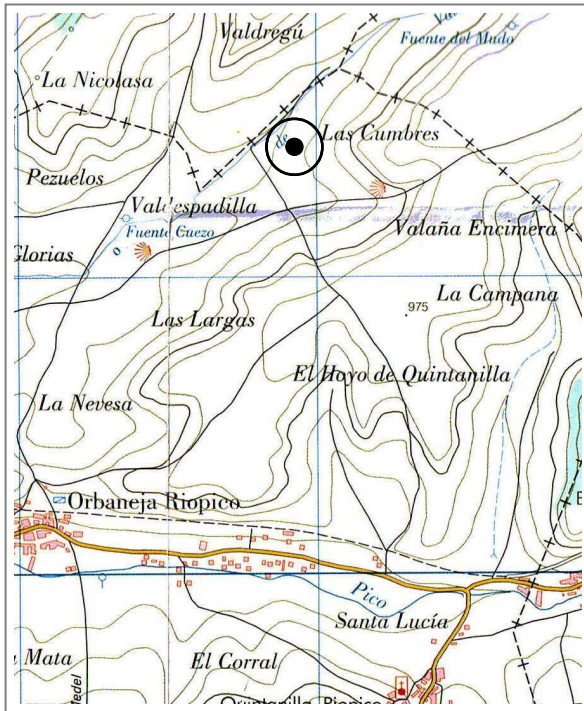 Valdregú
Fuente del Mudo
La Nicolasa
Las Cumbres
Pezuelos
Valdespadilla
Fuente Cuezo
Valaña Encimera
Glorias
La Campana
975
Las Largas
El Hoyo de Quintanilla
La Nevesa
Orbaneja Riopico
Pico
Santa Lucía
Mata
El Corral